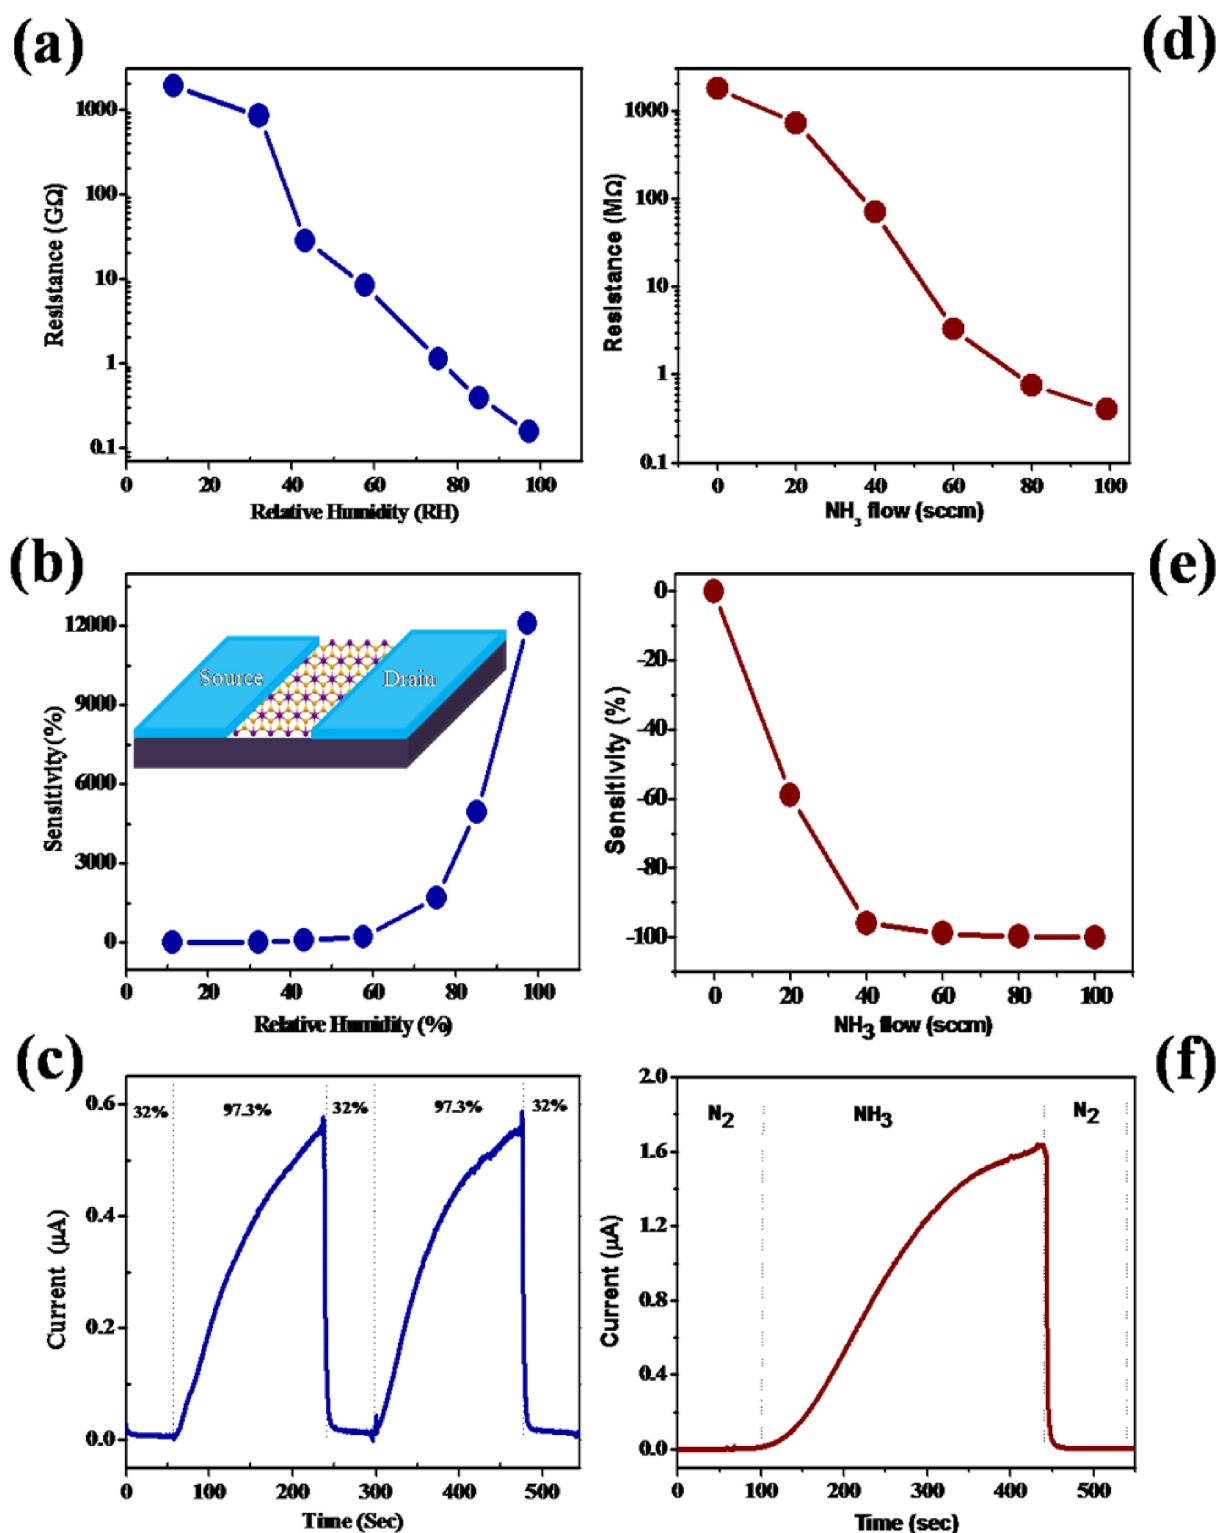 (a)
1000
100
10
1
0.1
Resistance (GΩ)
0 20 40 60 80 100
Relative Humidity (RH)
(d)
1000
100
10
1
0.1
Resistance (MΩ)
0 20 40 60 80 100
NH3 flow (sccm)
(b)
12000
9000
6000
3000
0
Sensitivity (%)
Source Drain
0 20 40 60 80 100
Relative Humidity (%)
(e)
0
-20
-40
-60
-80
-100
Sensitivity (%)
0 20 40 60 80 100
NH3 flow (sccm)
(c)
0.6
0.4
0.2
0.0
Current (μA)
32% 97.3% 32% 97.3% 32%
0 100 200 300 400 500
Time (Sec)
(f)
2.0
1.6
1.2
0.8
0.4
0.0
Current (μA)
N2 NH3 N2
0 100 200 300 400 500
Time (sec)